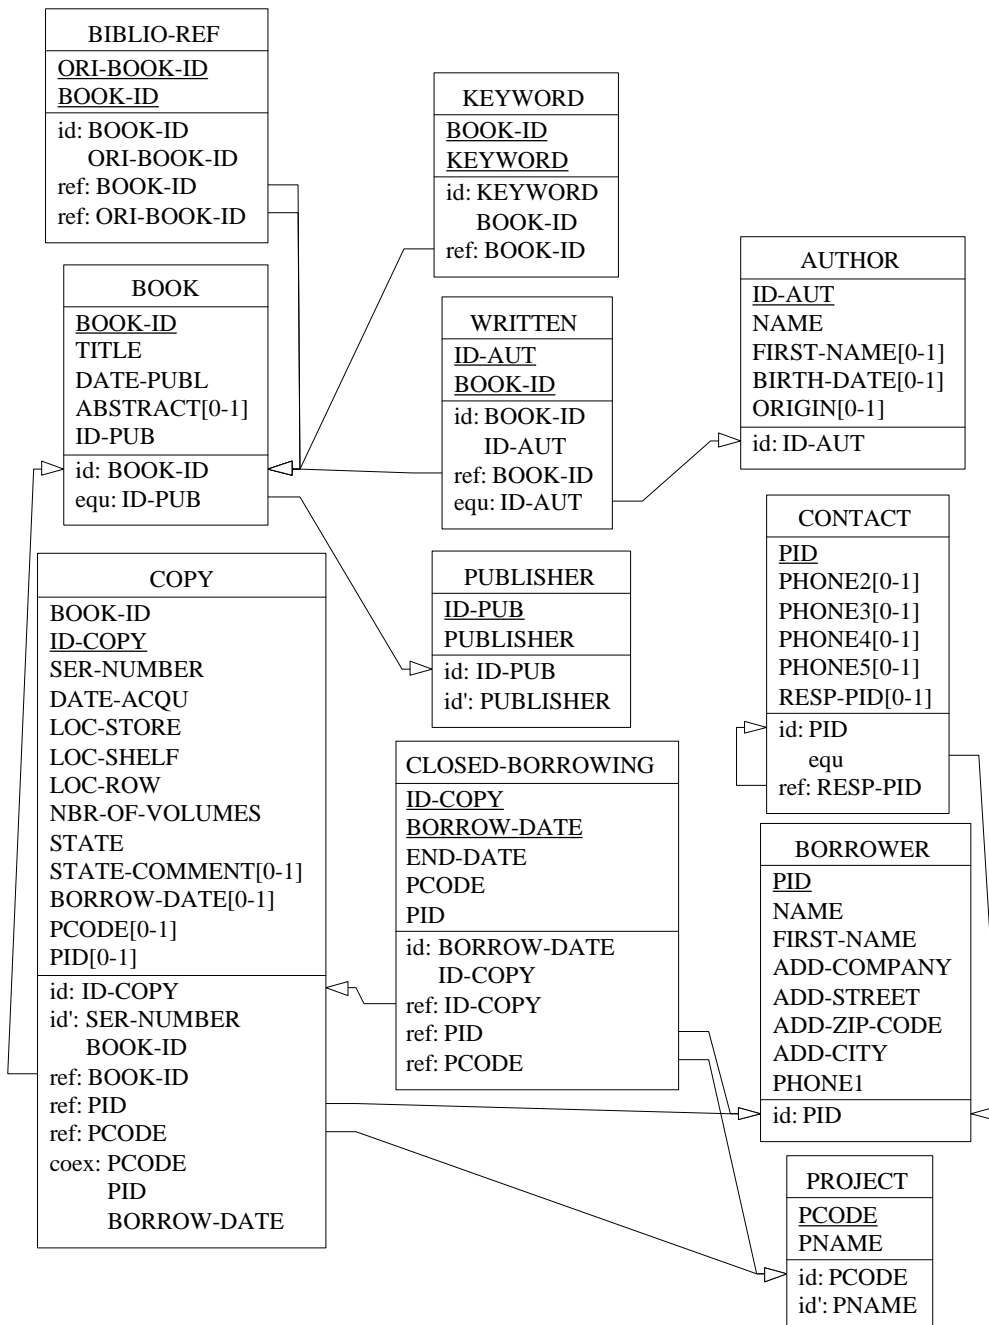 BIBLIO-REF
ORI-BOOK-ID
BOOK-ID
id: BOOK-ID
ORI-BOOK-ID
ref: BOOK-ID
ref: ORI-BOOK-ID
KEYWORD
BOOK-ID
KEYWORD
id: KEYWORD
BOOK-ID
ref: BOOK-ID
AUTHOR
ID-AUT
NAME
FIRST-NAME[0-1]
BIRTH-DATE[0-1]
ORIGIN[0-1]
id: ID-AUT
BOOK
BOOK-ID
TITLE
DATE-PUBL
ABSTRACT[0-1]
ID-PUB
id: BOOK-ID
equ: ID-PUB
WRITTEN
ID-AUT
BOOK-ID
id: BOOK-ID
ID-AUT
ref: BOOK-ID
equ: ID-AUT
CONTACT
PID
PHONE2[0-1]
PHONE3[0-1]
PHONE4[0-1]
PHONE5[0-1]
RESP-PID[0-1]
id: PID
equ
ref: RESP-PID
COPY
BOOK-ID
ID-COPY
SER-NUMBER
DATE-ACQU
LOC-STORE
LOC-SHELF
LOC-ROW
NBR-OF-VOLUMES
STATE
STATE-COMMENT[0-1]
BORROW-DATE[0-1]
PCODE[0-1]
PID[0-1]
id: ID-COPY
id': SER-NUMBER
BOOK-ID
ref: BOOK-ID
ref: PID
ref: PCODE
coex: PCODE
PID
BORROW-DATE
PUBLISHER
ID-PUB
PUBLISHER
id: ID-PUB
id': PUBLISHER
CLOSED-BORROWING
ID-COPY
BORROW-DATE
END-DATE
PCODE
PID
id: BORROW-DATE
ID-COPY
ref: ID-COPY
ref: PID
ref: PCODE
BORROWER
PID
NAME
FIRST-NAME
ADD-COMPANY
ADD-STREET
ADD-ZIP-CODE
ADD-CITY
PHONE1
id: PID
PROJECT
PCODE
PNAME
id: PCODE
id': PNAME